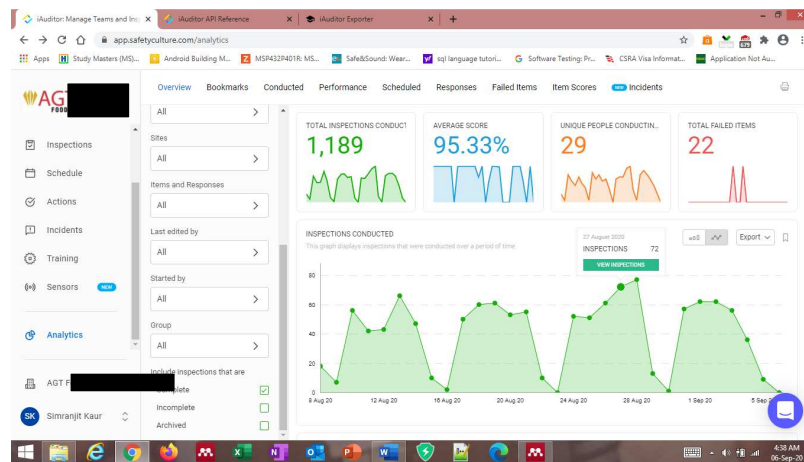 iAuditor: Manage Teams and Ins
iAuditor API Reference
iAuditor Exporter
app.safetyculture.com/analytics
Apps
Study Masters (MS)...
Android Building M...
MSP432P401R: MS...
Safe&Sound: Wear...
sql language tutori...
Software Testing: Pr...
CSRA Visa Informat...
Application Not Au...
AGT
FOOD
Overview Bookmarks Conducted Performance Scheduled Responses Failed Items Item Scores NEW Incidents
Inspections
Schedule
Actions
Incidents
Training
Sensors NEW
Analytics
AGT F
SK Simranjit Kaur
All
Sites
All
Items and Responses
All
Last edited by
All
Started by
All
Group
All
Include inspections that are
Incomplete
Archived
TOTAL INSPECTIONS CONDUCT
1,189
AVERAGE SCORE
95.33%
UNIQUE PEOPLE CONDUCTIN...
29
TOTAL FAILED ITEMS
22
INSPECTIONS CONDUCTED
This graph displays inspections that were conducted over a period of time
27 August 2020
INSPECTIONS 72
VIEW INSPECTIONS
Export
80
60
40
20
0
8 Aug 20 12 Aug 20 16 Aug 20 20 Aug 20 24 Aug 20 28 Aug 20 1 Sep 20 5 Sep
4:38 AM
06-Sep-20